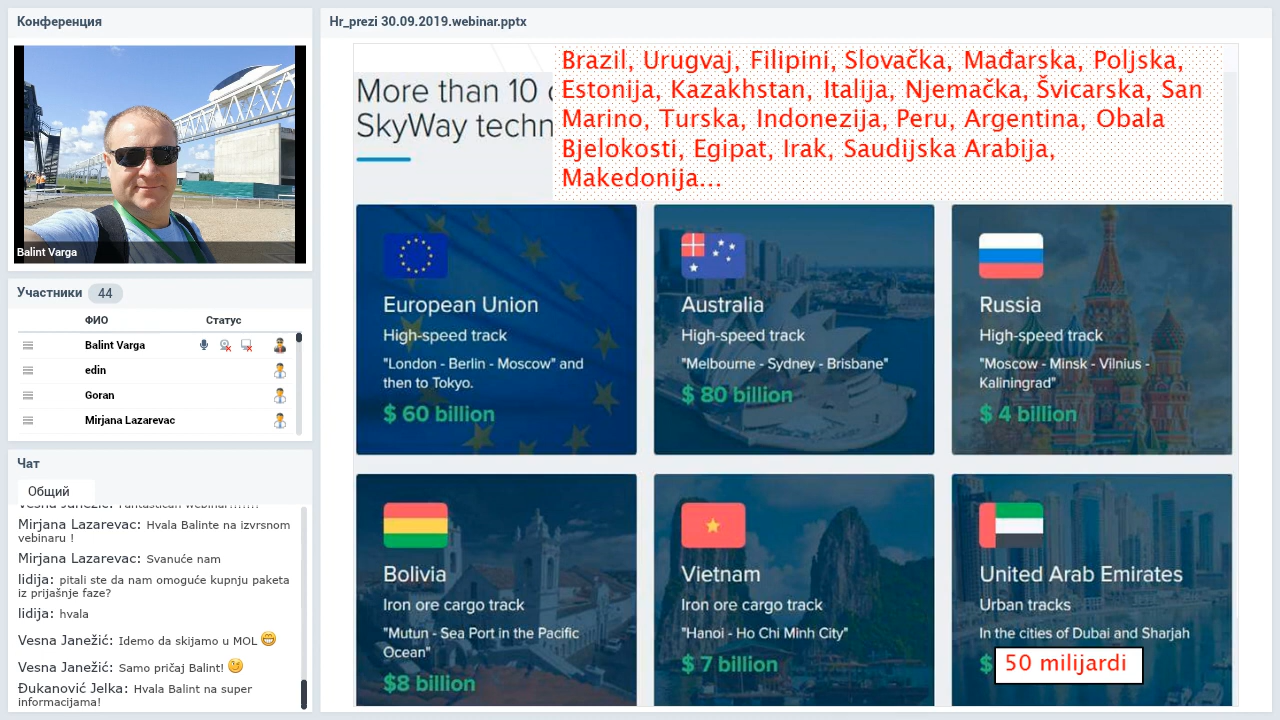 Конференция
Balint Varga
Участники 44
ФИО Статус
Balint Varga
edin
Goran
Mirjana Lazarevac
Чат
Общий
Vesna Janežić: Fantastičan webinar!!!!!!!
Mirjana Lazarevac: Hvala Balinte na izvrsnom
vebinaru !
Mirjana Lazarevac: Svanuće nam
lidija: pitali ste da nam omoguće kupnju paketa
iz prijašnje faze?
lidija: hvala
Vesna Janežić: Idemo da skijamo u MOL
Vesna Janežić: Samo pričaj Balint!
Đukanović Jelka: Hvala Balint na super
informacijama!
Hr_prezi 30.09.2019.webinar.pptx
Brazil, Urugvaj, Filipini, Slovačka, Mađarska, Poljska,
Estonija, Kazakhstan, Italija, Njemačka, Švicarska, San
Marino, Turska, Indonezija, Peru, Argentina, Obala
Bjelokosti, Egipat, Irak, Saudijska Arabija,
Makedonija...
More than 10
SkyWay techn
European Union
High-speed track
"London - Berlin - Moscow" and
then to Tokyo.
$ 60 billion
Australia
High-speed track
"Melbourne - Sydney - Brisbane"
$ 80 billion
Russia
High-speed track
"Moscow - Minsk - Vilnius -
Kaliningrad"
$ 4 billion
Bolivia
Iron ore cargo track
"Mutun - Sea Port in the Pacific
Ocean"
$8 billion
Vietnam
Iron ore cargo track
"Hanoi - Ho Chi Minh City"
$ 7 billion
United Arab Emirates
Urban tracks
In the cities of Dubai and Sharjah
$ 50 milijardi